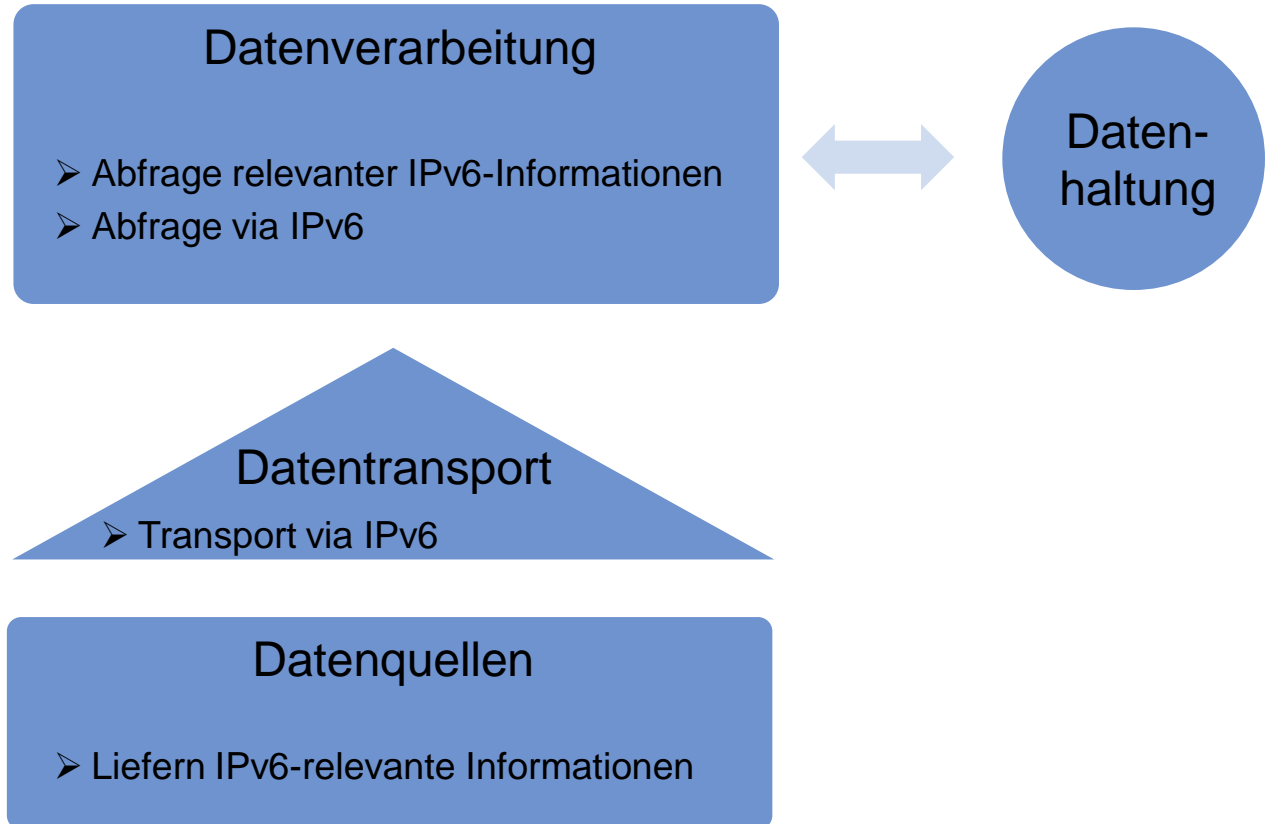 Datenverarbeitung
➢ Abfrage relevanter IPv6-Informationen
➢ Abfrage via IPv6
Daten-
haltung
Datentransport
➢ Transport via IPv6
Datenquellen
➢ Liefern IPv6-relevante Informationen